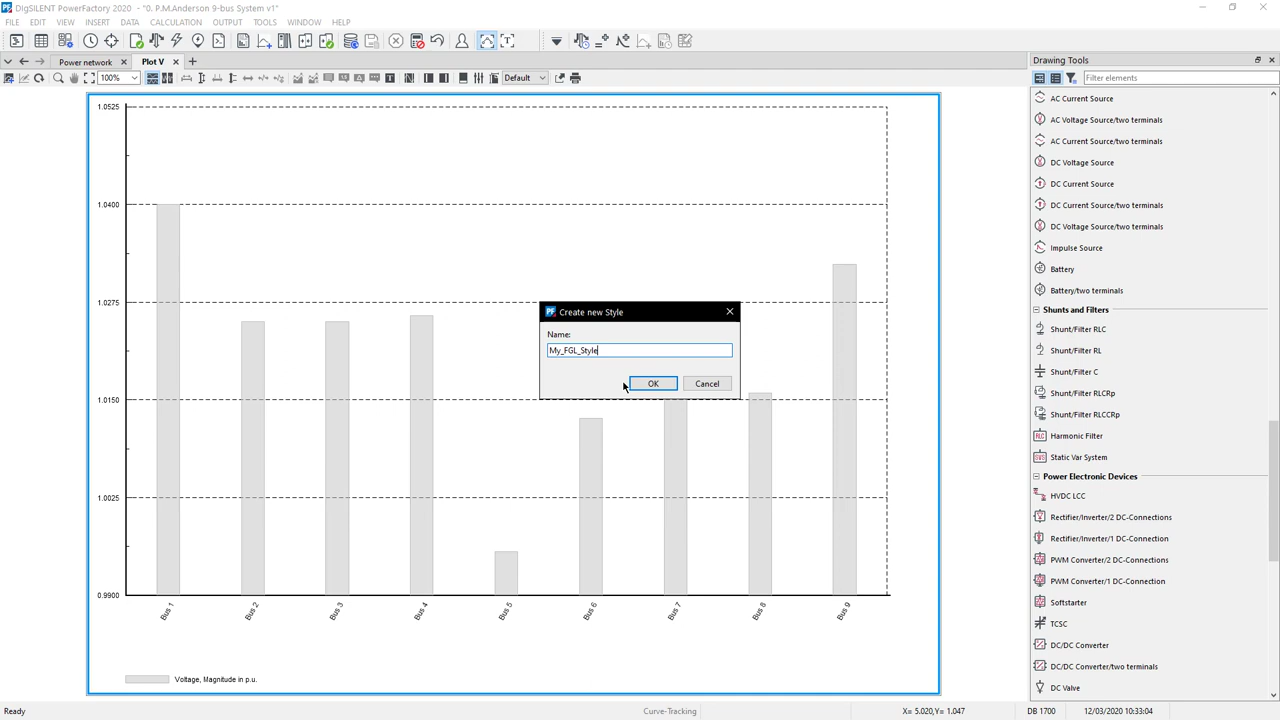 DIgSILENT PowerFactory 2020 - "0. P.M.Anderson 9-bus System v1"
FILE EDIT VIEW INSERT DATA CALCULATION OUTPUT TOOLS WINDOW HELP
Power network Plot V
100% Default
Drawing Tools
Filter elements
AC Current Source
AC Voltage Source/two terminals
AC Current Source/two terminals
DC Voltage Source
DC Current Source
DC Current Source/two terminals
DC Voltage Source/two terminals
Impulse Source
Battery
Battery/two terminals
Shunts and Filters
Shunt/Filter RLC
Shunt/Filter RL
Shunt/Filter C
Shunt/Filter RLCRp
Shunt/Filter RLCCRp
Harmonic Filter
Static Var System
Power Electronic Devices
HVDC LCC
Rectifier/Inverter/2 DC-Connections
Rectifier/Inverter/1 DC-Connection
PWM Converter/2 DC-Connections
PWM Converter/1 DC-Connection
Softstarter
TCSC
DC/DC Converter
DC/DC Converter/two terminals
DC Valve
1.0525
1.0400
1.0275
1.0150
1.0025
0.9900
Bus 1
Bus 2
Bus 3
Bus 4
Bus 5
Bus 6
Bus 7
Bus 8
Bus 9
Voltage, Magnitude in p.u.
Create new Style
Name:
My_FGL_Style
OK Cancel
Ready Curve-Tracking X= 5.020,Y= 1.047 DB 1700 12/03/2020 10:33:04